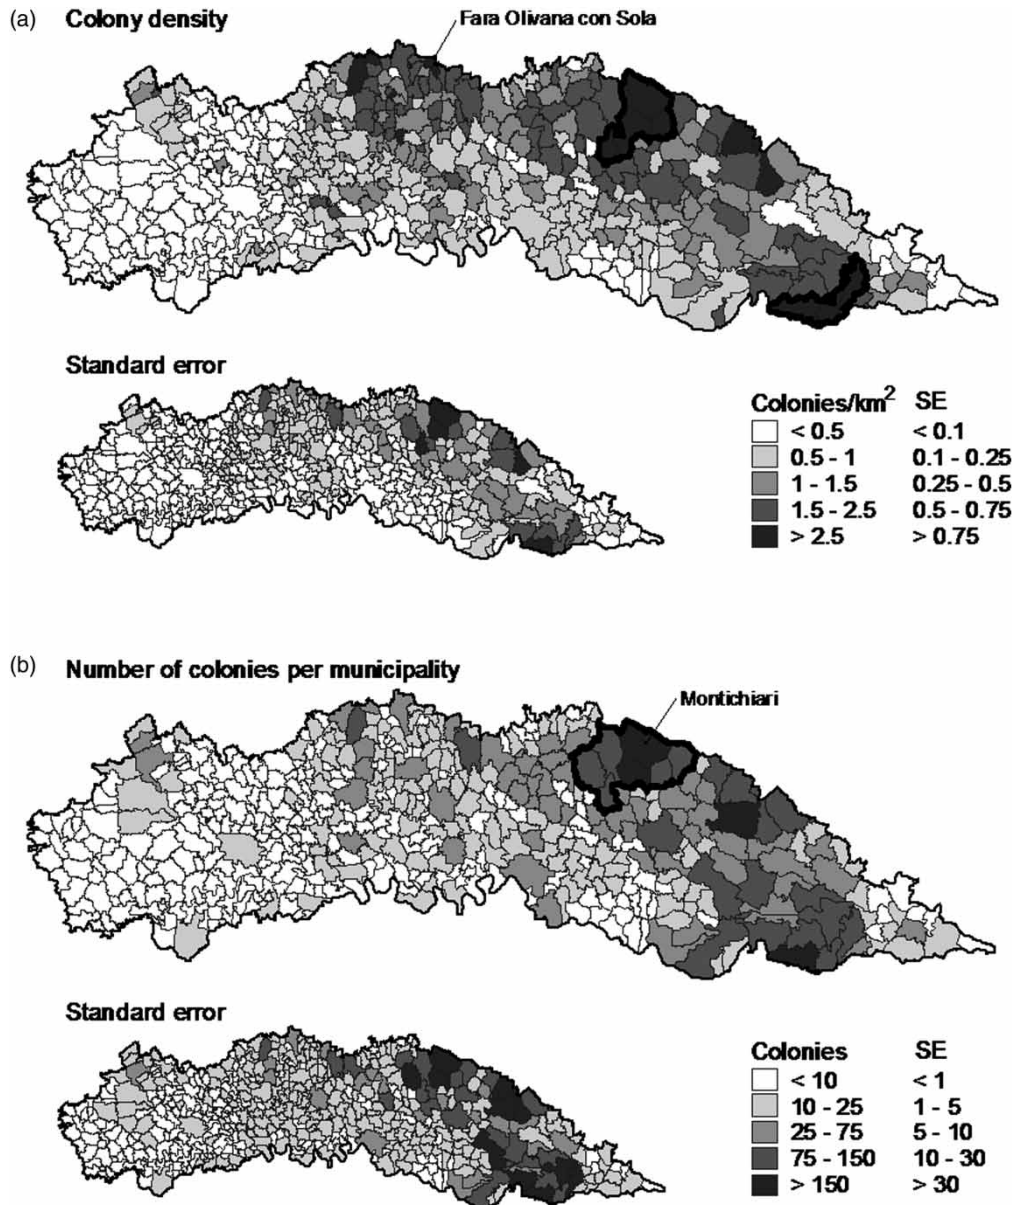 (a) Colony density
Fara Olivana con Sola
Standard error
Colonies/km² SE
< 0.5 < 0.1
0.5 - 1 0.1 - 0.25
1 - 1.5 0.25 - 0.5
1.5 - 2.5 0.5 - 0.75
> 2.5 > 0.75
(b) Number of colonies per municipality
Montichiari
Standard error
Colonies SE
< 10 < 1
10 - 25 1 - 5
25 - 75 5 - 10
75 - 150 10 - 30
> 150 > 30